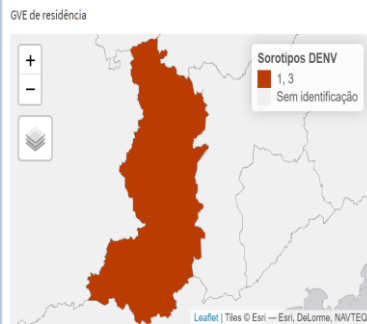 GVE de residência
+
−
Sorotipos DENV
1, 3
Sem identificação
Leaflet | Tiles © Esri — Esri, DeLorme, NAVTEQ